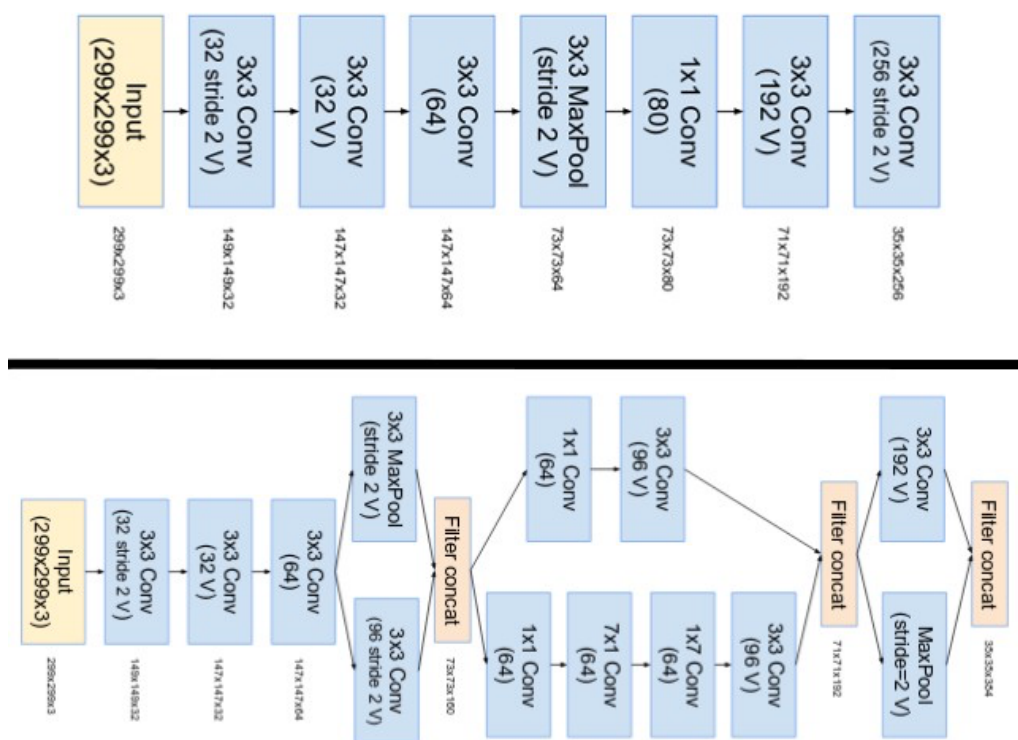 Input
(299x299x3)
3x3 Conv
(32 stride 2 V)
3x3 Conv
(32 V)
3x3 Conv
(64)
3x3 MaxPool
(stride 2 V)
1x1 Conv
(80)
3x3 Conv
(192 V)
3x3 Conv
(256 stride 2 V)
299x299x3
149x149x32
147x147x32
147x147x64
73x73x64
73x73x80
71x71x192
35x35x256
Input
(299x299x3)
3x3 Conv
(32 stride 2 V)
3x3 Conv
(32 V)
3x3 Conv
(64)
3x3 MaxPool
(stride 2 V)
3x3 Conv
(96 stride 2 V)
Filter concat
1x1 Conv
(64)
3x3 Conv
(96 V)
1x1 Conv
(64)
7x1 Conv
(64)
1x7 Conv
(64)
3x3 Conv
(96 V)
Filter concat
3x3 Conv
(192 V)
MaxPool
(stride=2 V)
Filter concat
299x299x3
149x149x32
147x147x32
147x147x64
73x73x160
71x71x192
35x35x384